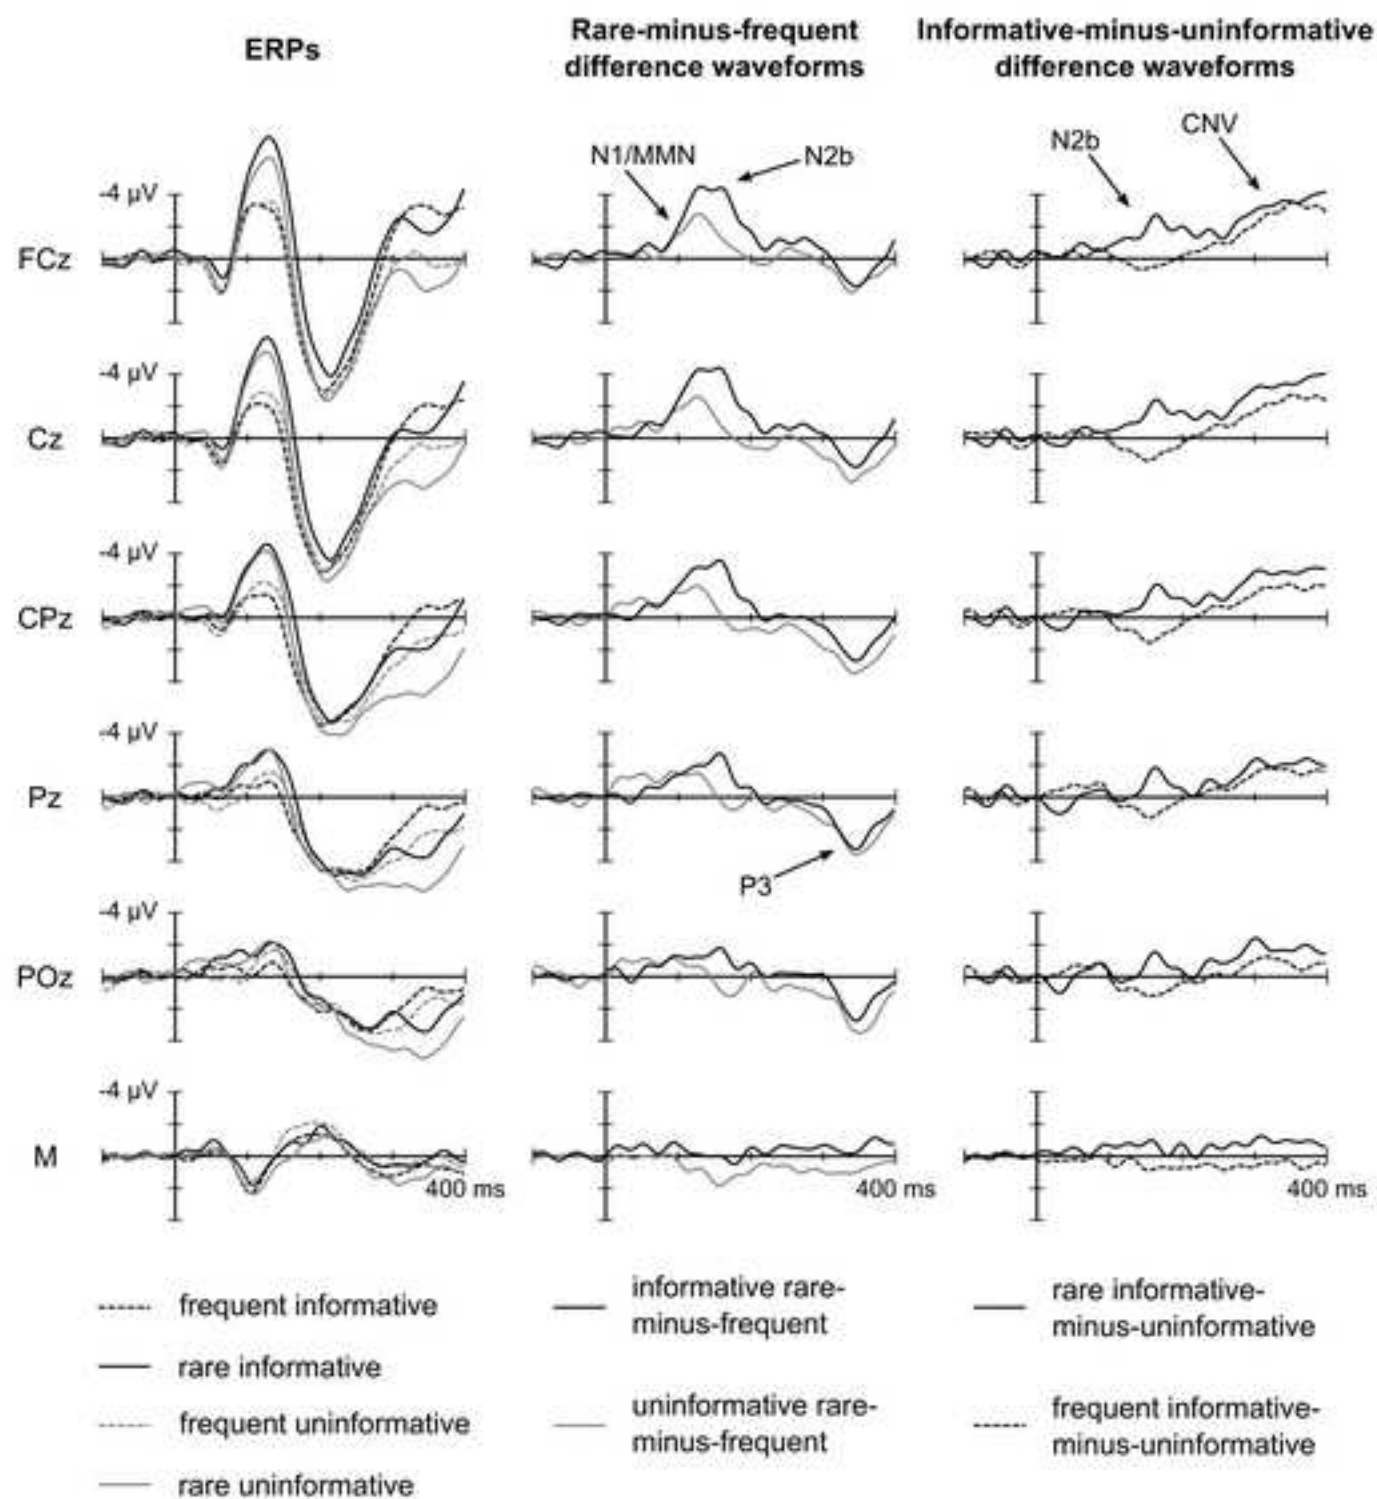 ERPs
Rare-minus-frequent
difference waveforms
Informative-minus-uninformative
difference waveforms
N1/MMN
N2b
N2b
CNV
-4 µV
FCz
-4 µV
Cz
-4 µV
CPz
-4 µV
Pz
P3
-4 µV
POz
-4 µV
M
400 ms
400 ms
400 ms
frequent informative
rare informative
frequent uninformative
rare uninformative
informative rare-
minus-frequent
uninformative rare-
minus-frequent
rare informative-
minus-uninformative
frequent informative-
minus-uninformative